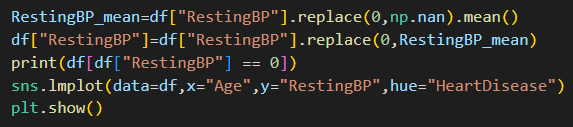 RestingBP_mean=df["RestingBP"].replace(0,np.nan).mean()
df["RestingBP"]=df["RestingBP"].replace(0,RestingBP_mean)
print(df[df["RestingBP"] == 0])
sns.lmplot(data=df,x="Age",y="RestingBP",hue="HeartDisease")
plt.show()